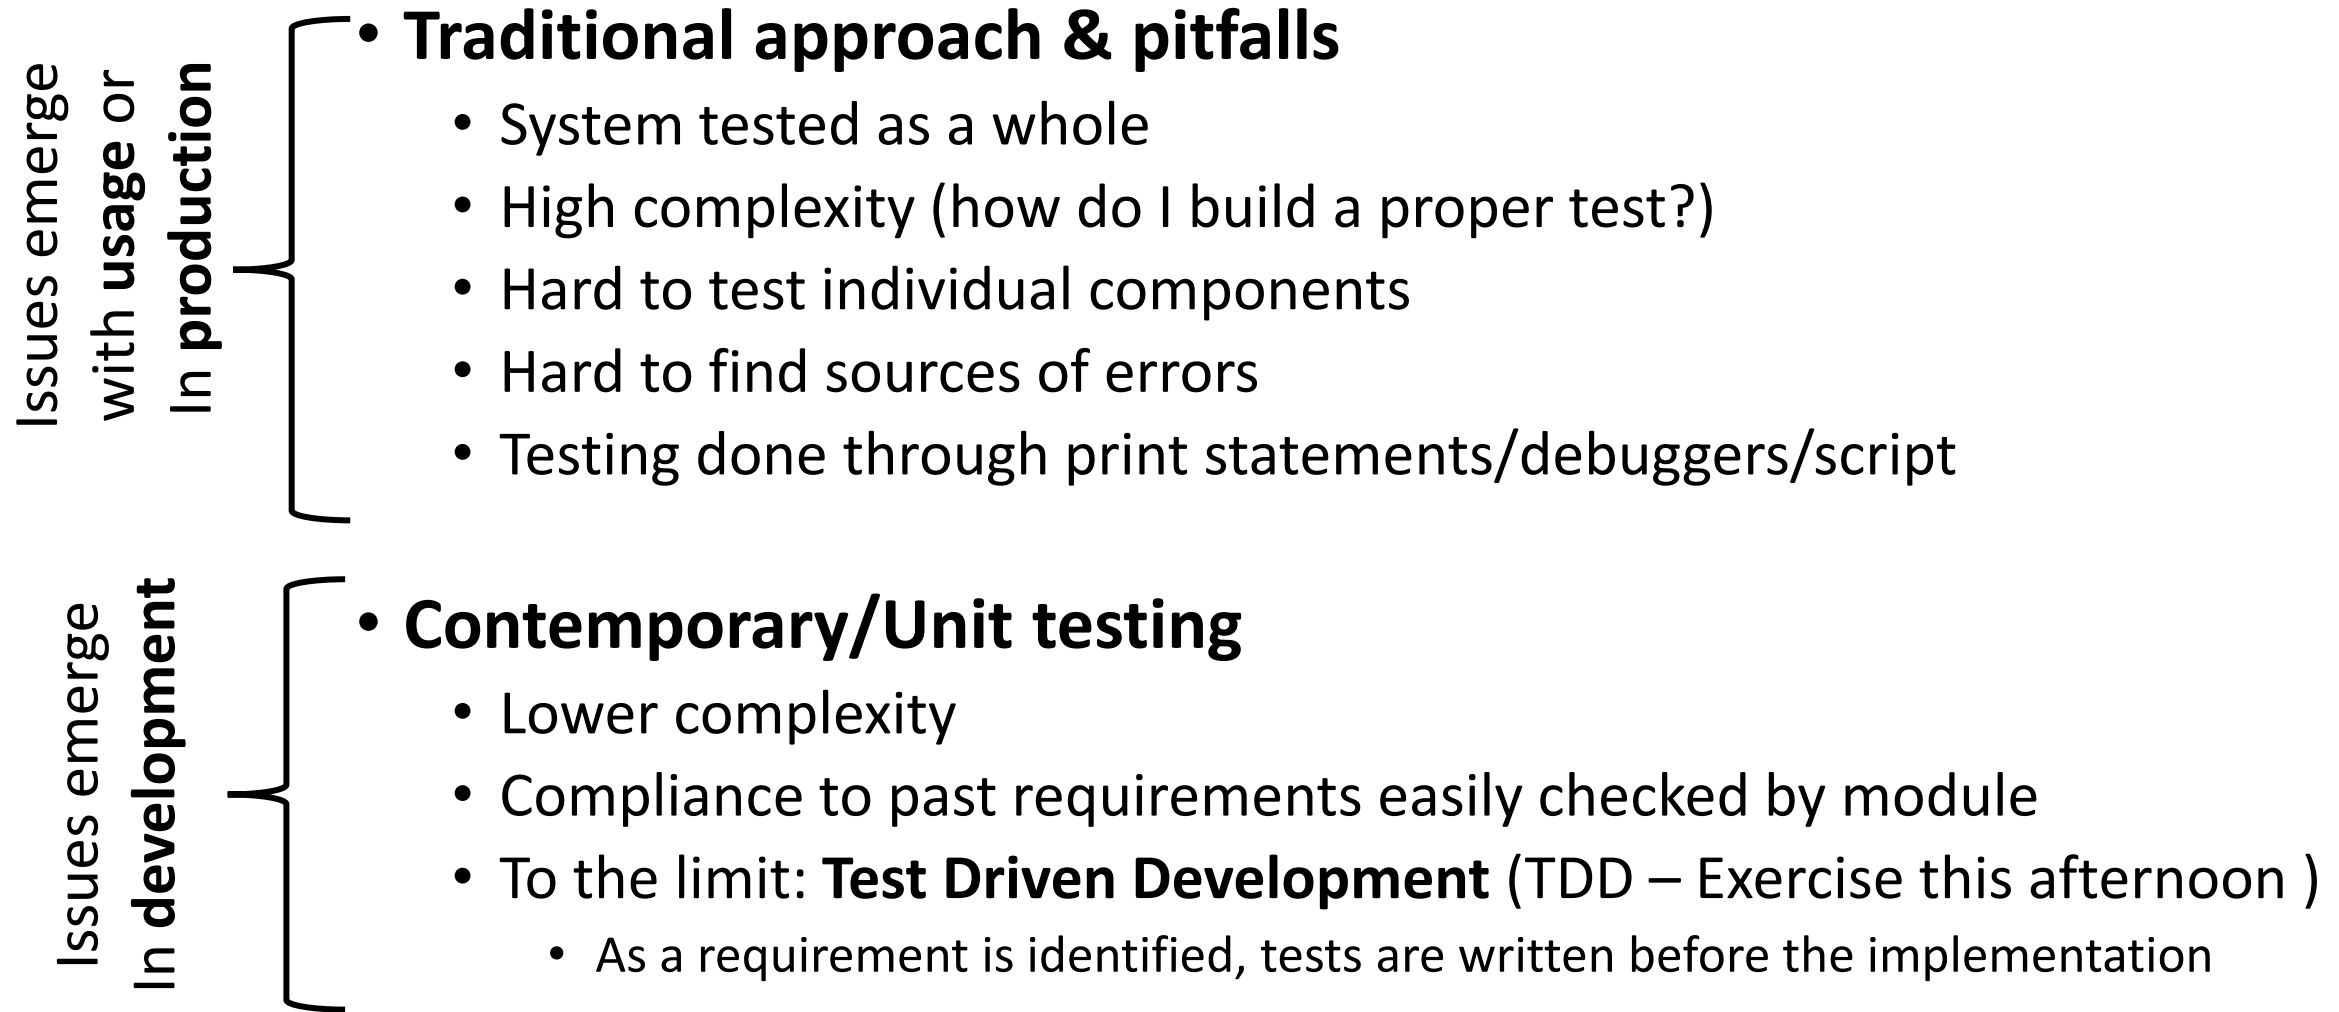 Issues emerge
with usage or
In production
• Traditional approach & pitfalls
• System tested as a whole
• High complexity (how do I build a proper test?)
• Hard to test individual components
• Hard to find sources of errors
• Testing done through print statements/debuggers/script
Issues emerge
In development
• Contemporary/Unit testing
• Lower complexity
• Compliance to past requirements easily checked by module
• To the limit: Test Driven Development (TDD – Exercise this afternoon )
• As a requirement is identified, tests are written before the implementation